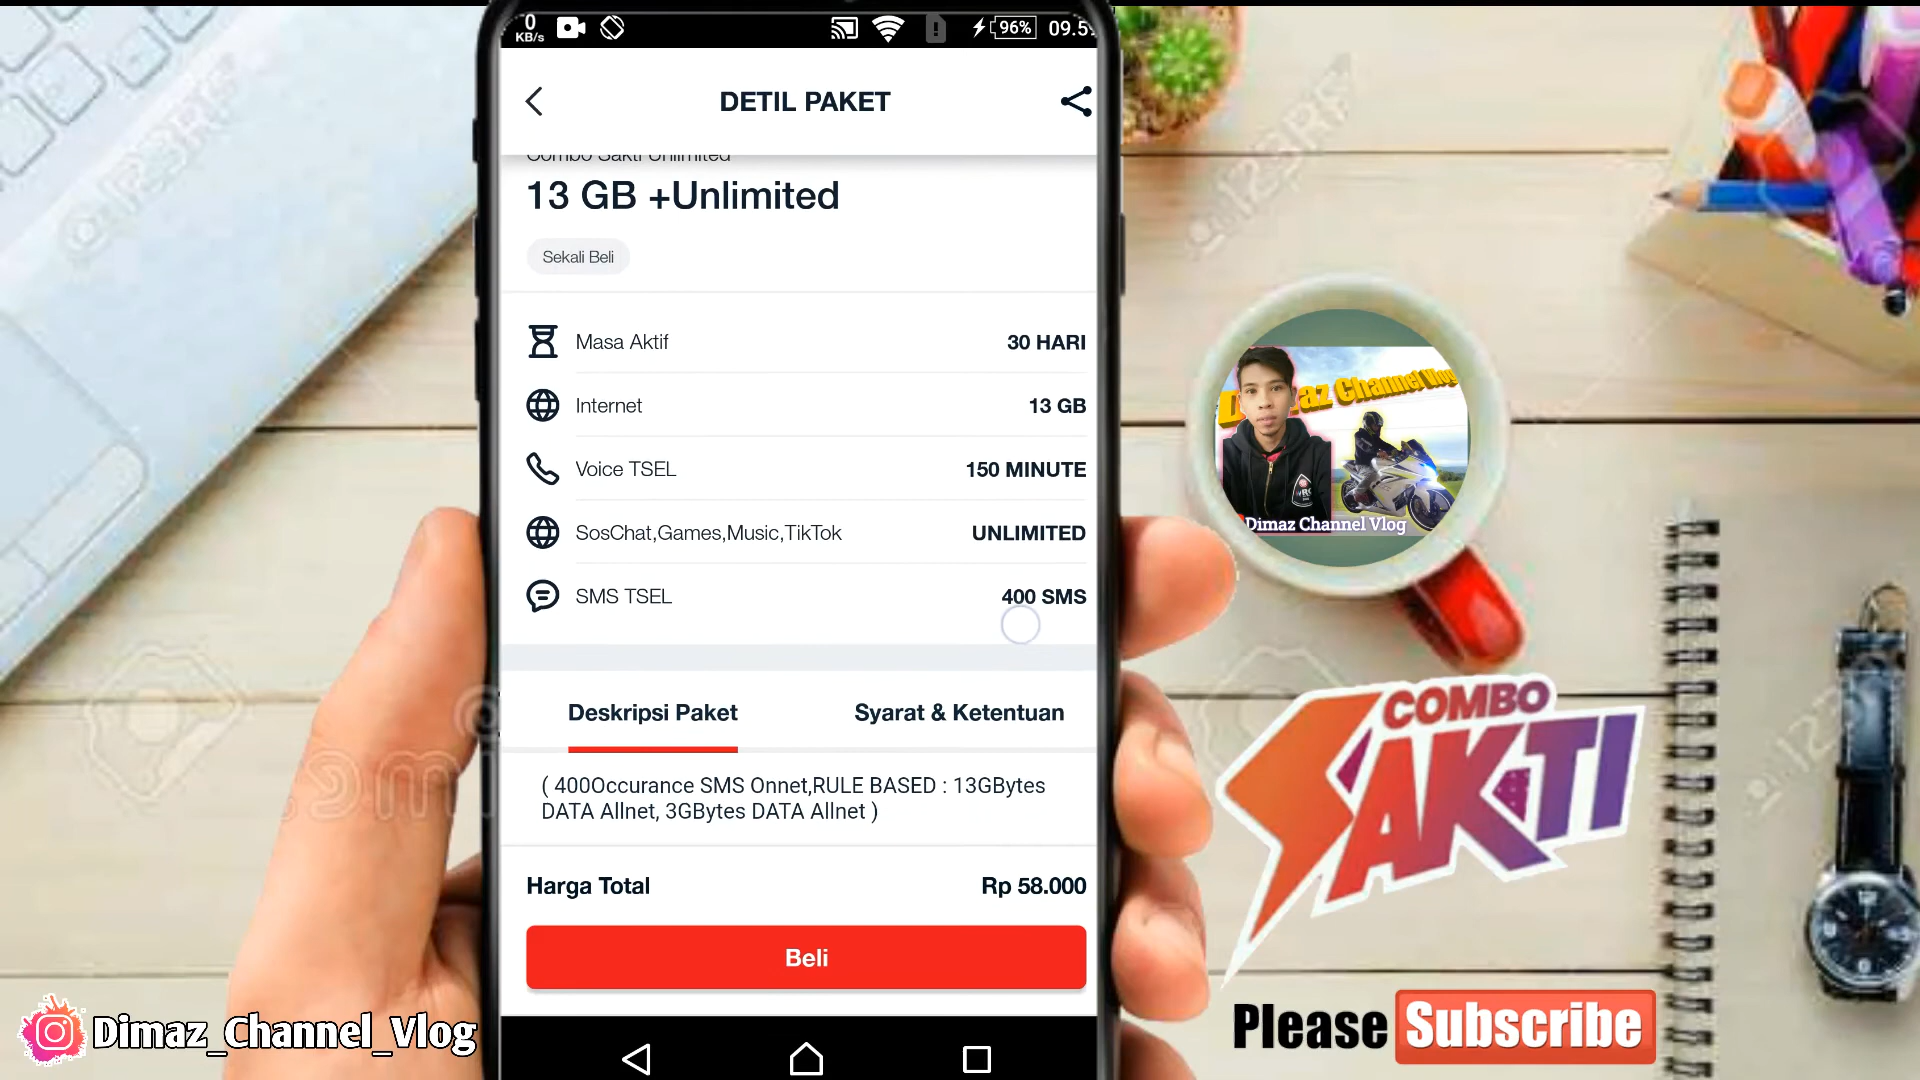 0
KB/s
96%
09.5
DETIL PAKET
Combo Sakti Unlimited
13 GB +Unlimited
Sekali Beli
Masa Aktif
30 HARI
Internet
13 GB
Voice TSEL
150 MINUTE
SosChat,Games,Music,TikTok
UNLIMITED
SMS TSEL
400 SMS
Deskripsi Paket
Syarat & Ketentuan
( 400Occurance SMS Onnet,RULE BASED : 13GBytes
DATA Allnet, 3GBytes DATA Allnet )
Harga Total
Rp 58.000
Beli
Dimaz Channel Vlog
COMBO
SAKTI
Please Subscribe
Dimaz_Channel_Vlog